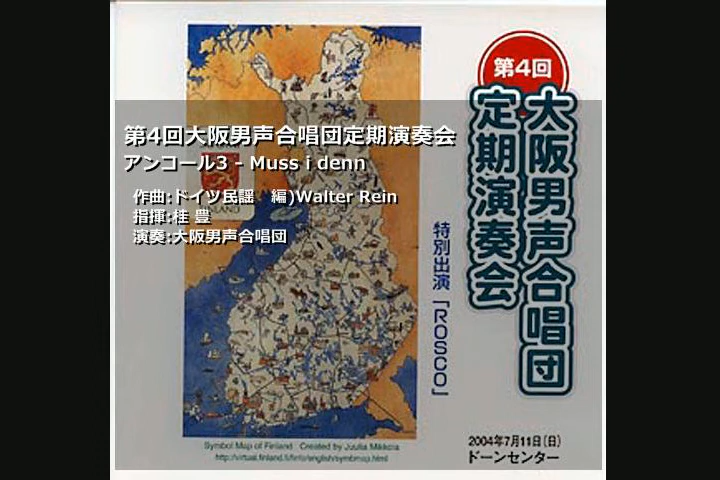 第4回大阪男声合唱団定期演奏会
アンコール3 - Muss i denn
作曲:ドイツ民謡　編)Walter Rein
指揮:桂 豊
演奏:大阪男声合唱団
FINLAND
第4回
大阪男声合唱団
定期演奏会
特別出演「ROSCO」
Symbol Map of Finland Created by Juulia Mikkola
http://virtual.finland.fi/finfo/english/symbmap.html
2004年7月11日(日)
ドーンセンター